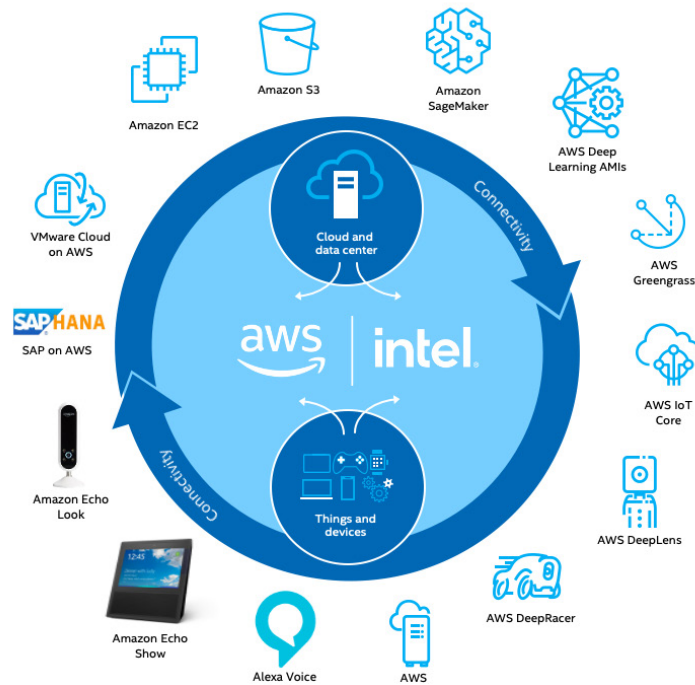 Amazon S3
Amazon
SageMaker
Amazon EC2
AWS Deep
Learning AMIs
Connectivity
Cloud and
data center
VMware Cloud
on AWS
AWS
Greengrass
SAP HANA
SAP on AWS
aws
intel.
AWS IoT
Core
Amazon Echo
Look
Connectivity
Things and
devices
AWS DeepLens
12:45
AWS DeepRacer
Amazon Echo
Show
Alexa Voice
AWS